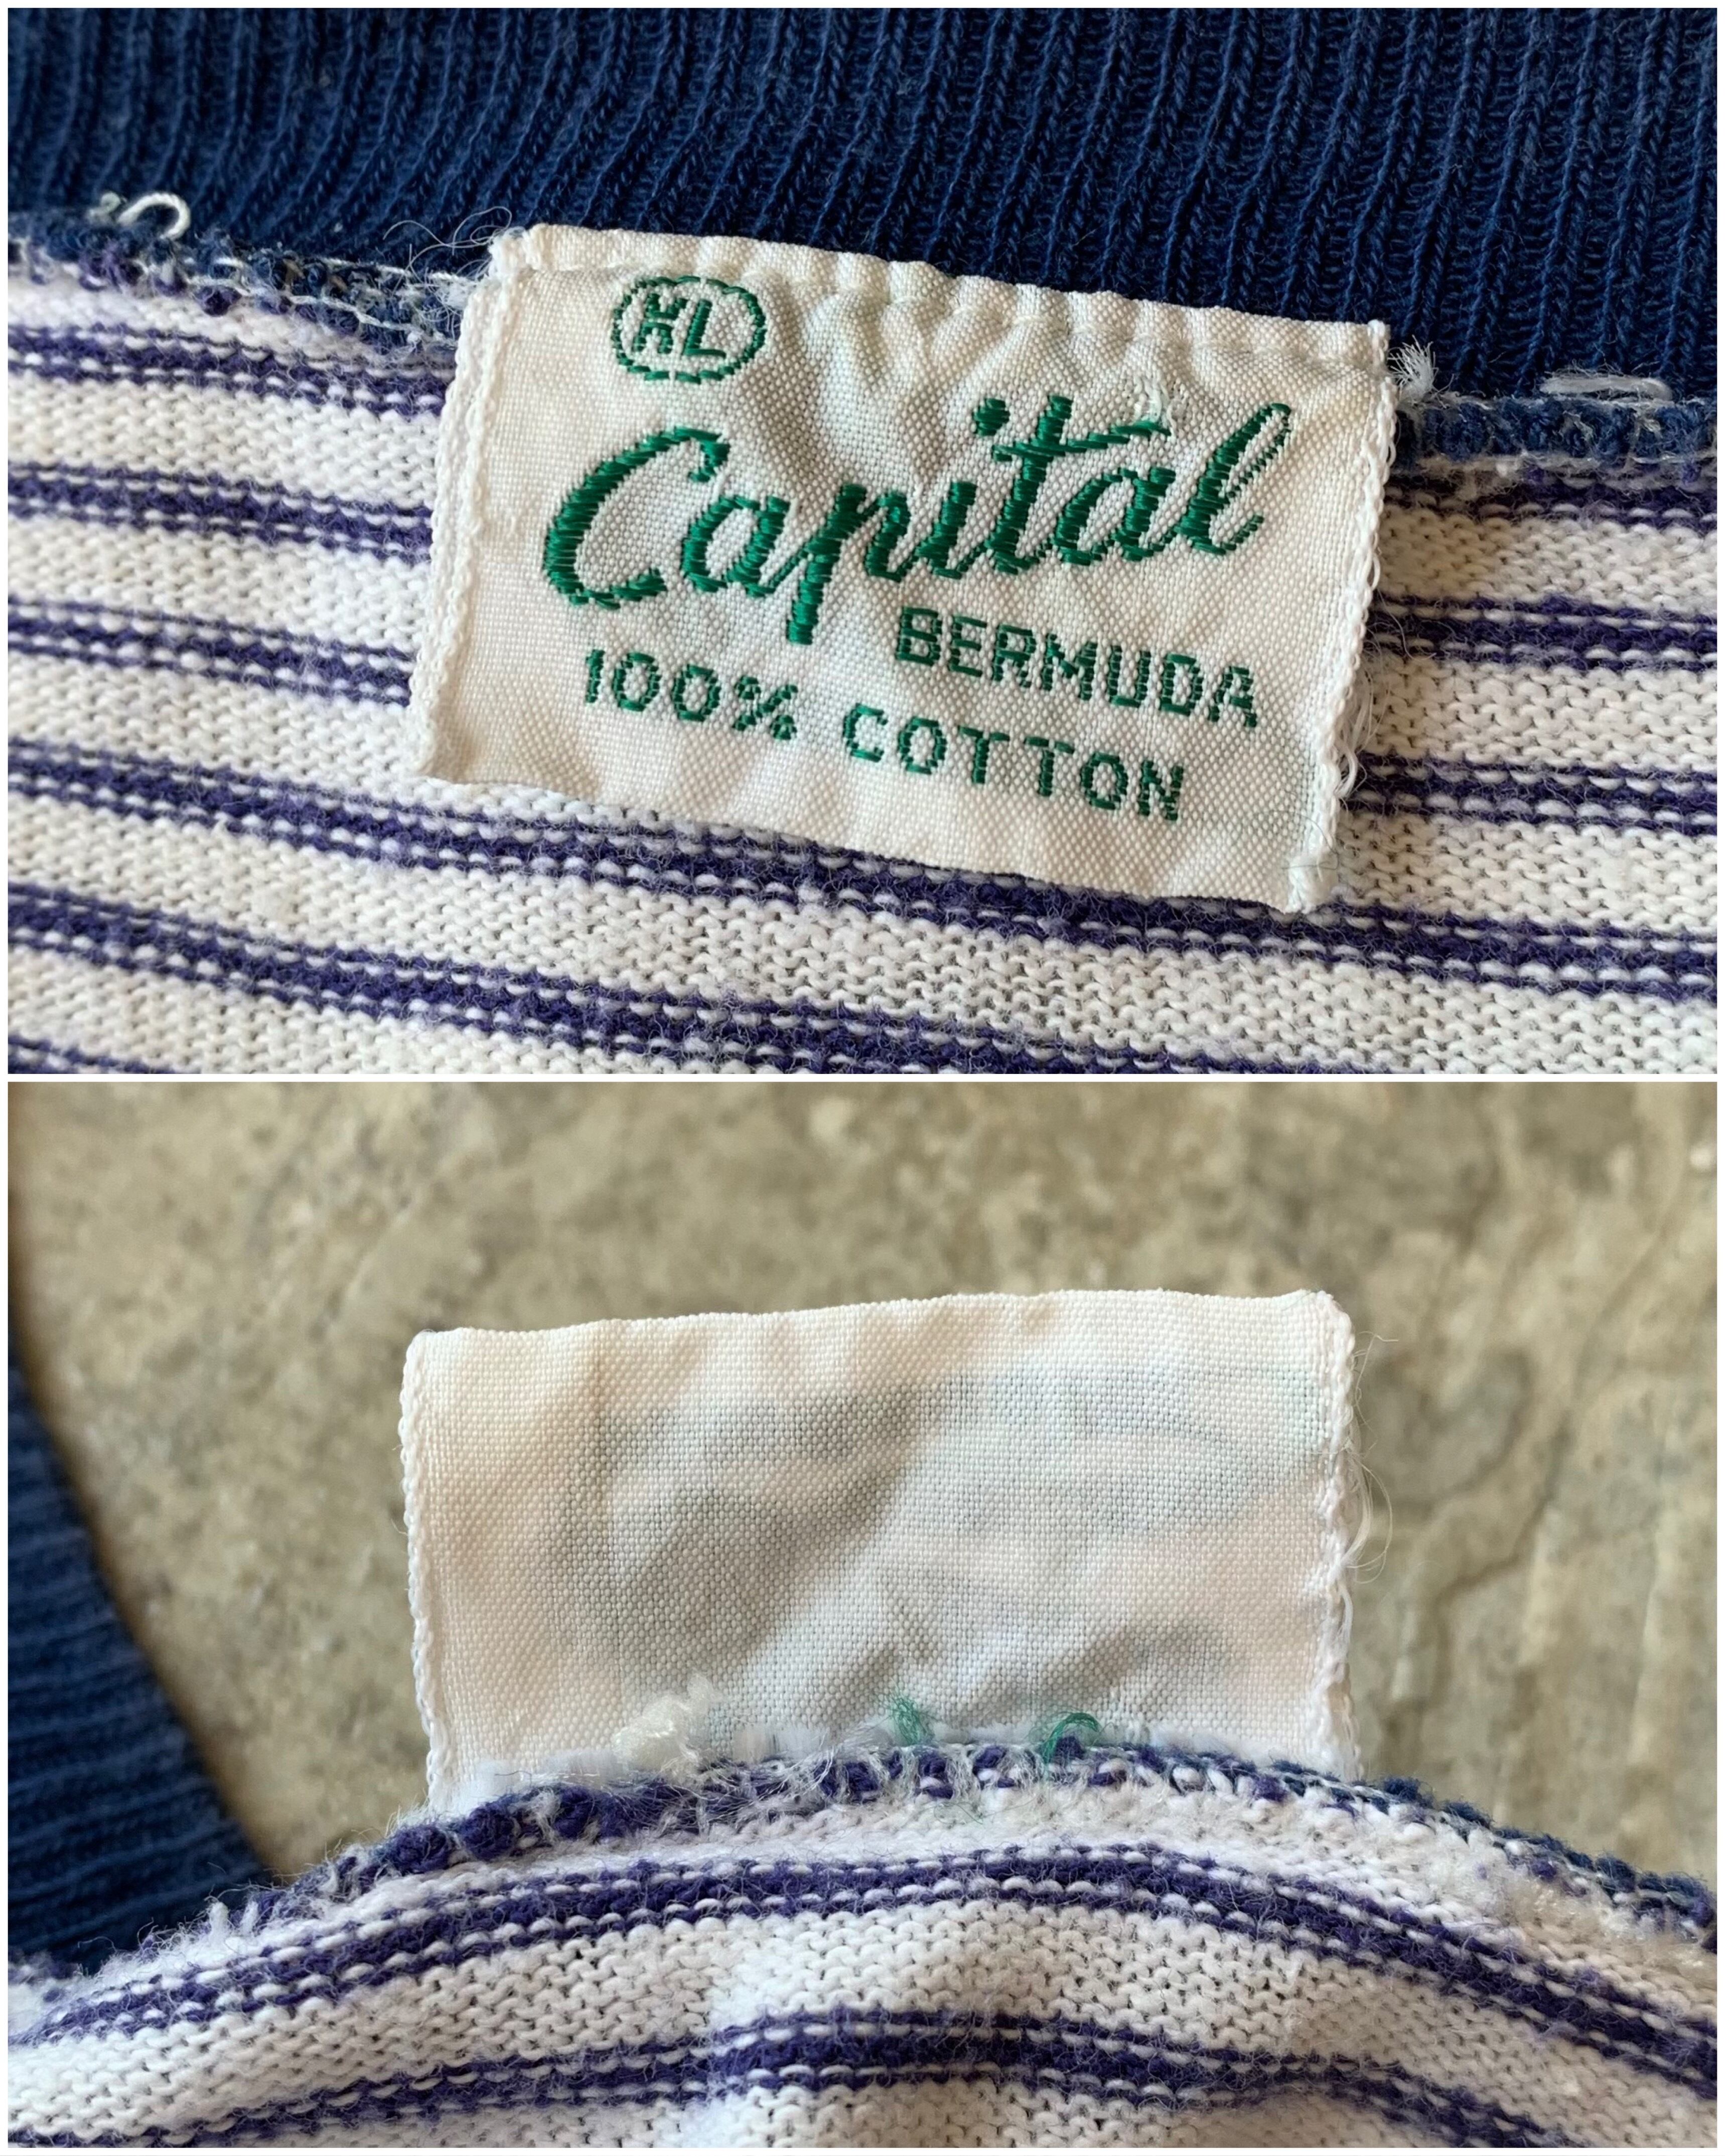 XL
Capital
BERMUDA
100% COTTON